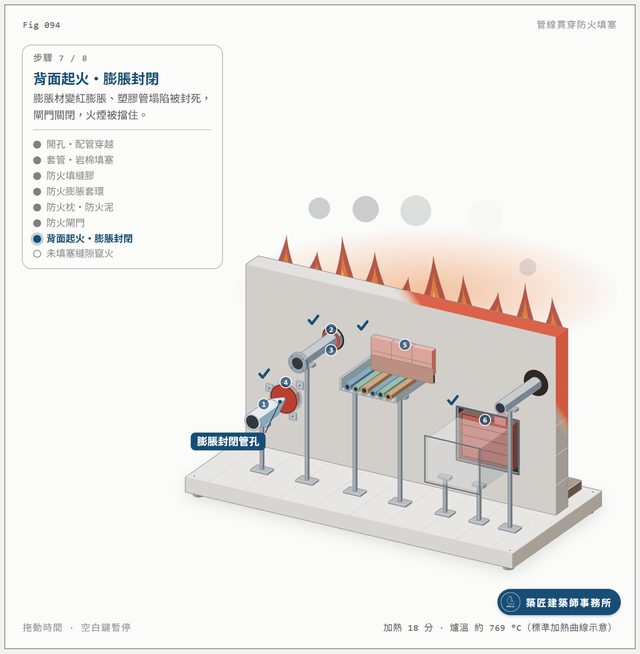 Fig 094
管線貫穿防火填塞
步驟 7 / 8
背面起火・膨脹封閉
膨脹材變紅膨脹、塑膠管塌陷被封死，
閘門關閉，火煙被擋住。
開孔・配管穿越
套管・岩棉填塞
防火填縫膠
防火膨脹套環
防火枕・防火泥
防火閘門
背面起火・膨脹封閉
未填塞縫隙竄火
2
3
5
4
1
6
膨脹封閉管孔
築匠建築師事務所
拖動時間 · 空白鍵暫停
加熱 18 分 · 爐溫 約 769 °C（標準加熱曲線示意）